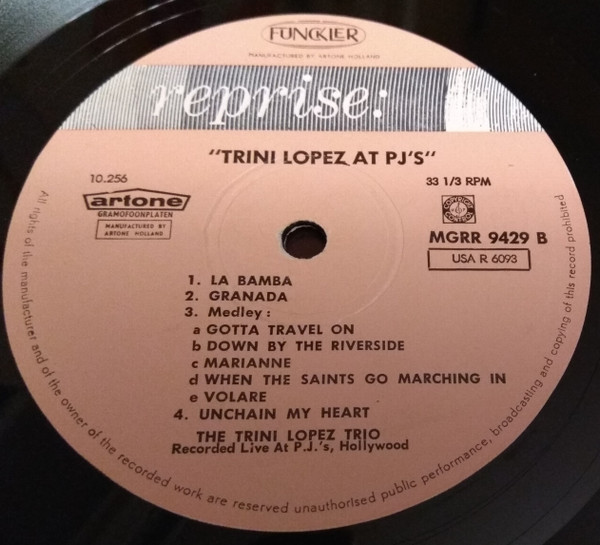 FUNCKLER
MANUFACTURED BY ARTONE HOLLAND
reprise:
"TRINI LOPEZ AT PJ'S"
10.256
33 1/3 RPM
artone
GRAMOFOONPLATEN
MANUFACTURED BY
ARTONE HOLLAND
MGRR 9429 B
USA R 6093
1. LA BAMBA
2. GRANADA
3. Medley :
a GOTTA TRAVEL ON
b DOWN BY THE RIVERSIDE
c MARIANNE
d WHEN THE SAINTS GO MARCHING IN
e VOLARE
4. UNCHAIN MY HEART
THE TRINI LOPEZ TRIO
Recorded Live At P.J.'s, Hollywood
All rights of the manufacturer and of the owner of the recorded work are reserved unauthorised public performance, broadcasting and copying of this record prohibited